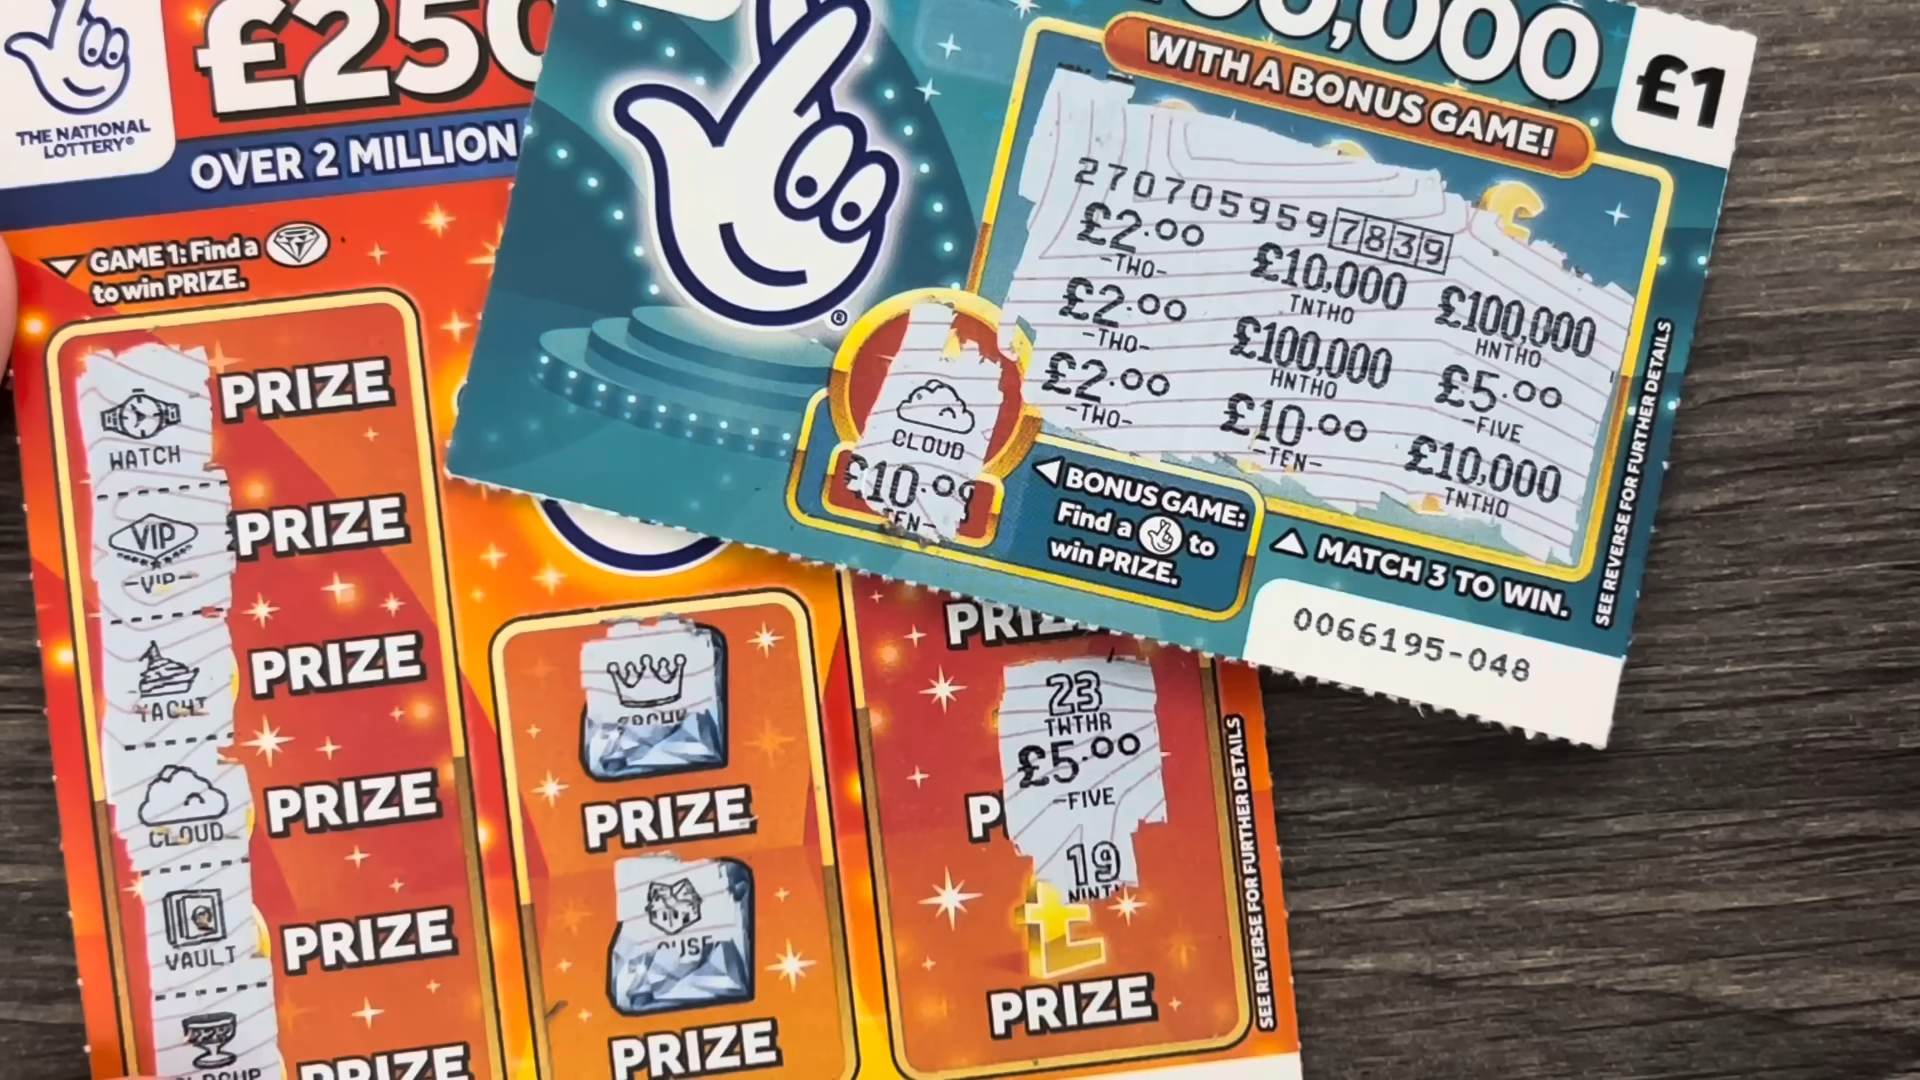 THE NATIONAL
LOTTERY®
£250
OVER 2 MILLION
GAME 1: Find a
to win PRIZE.
WATCH
PRIZE
VIP
-VIP-
PRIZE
YACHT
PRIZE
CLOUD
PRIZE
VAULT
PRIZE
PRIZE
PRIZE
PRIZE
23
TWTHR
£5.00
-FIVE
19
NINT
PRIZE
SEE REVERSE FOR FURTHER DETAILS
£1
WITH A BONUS GAME!
2707059597839
£2.00 £10,000 £100,000
-TWO- TNTHO HNTHO
£2.00 £100,000 £5.00
-TWO- HNTHO -FIVE
£2.00 £10.00 £10,000
-TWO- -TEN- TNTHO
CLOUD
£10.00
®
BONUS GAME:
Find a to
win PRIZE.
MATCH 3 TO WIN.
0066195-048
SEE REVERSE FOR FURTHER DETAILS